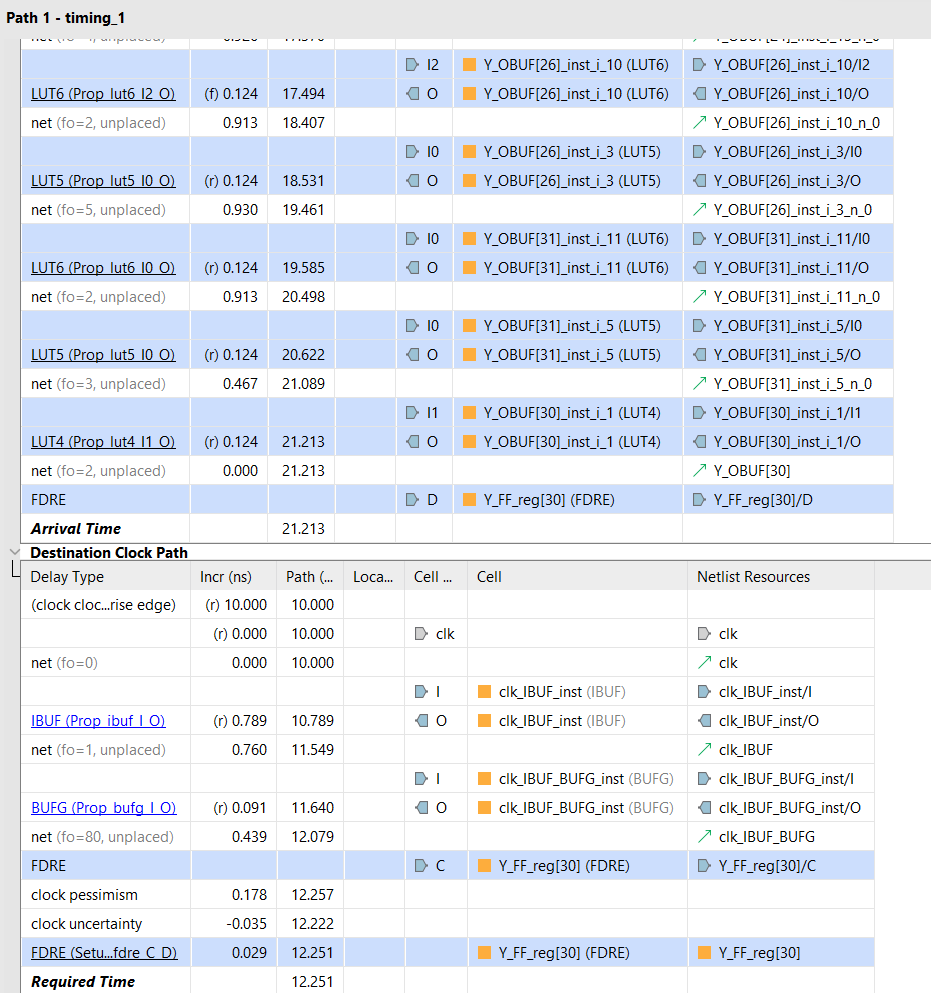 Path 1 - timing_1
I2 Y_OBUF[26]_inst_i_10 (LUT6) Y_OBUF[26]_inst_i_10/I2
LUT6 (Prop_lut6_I2_O) (f) 0.124 17.494 O Y_OBUF[26]_inst_i_10 (LUT6) Y_OBUF[26]_inst_i_10/O
net (fo=2, unplaced) 0.913 18.407 Y_OBUF[26]_inst_i_10_n_0
I0 Y_OBUF[26]_inst_i_3 (LUT5) Y_OBUF[26]_inst_i_3/I0
LUT5 (Prop_lut5_I0_O) (r) 0.124 18.531 O Y_OBUF[26]_inst_i_3 (LUT5) Y_OBUF[26]_inst_i_3/O
net (fo=5, unplaced) 0.930 19.461 Y_OBUF[26]_inst_i_3_n_0
I0 Y_OBUF[31]_inst_i_11 (LUT6) Y_OBUF[31]_inst_i_11/I0
LUT6 (Prop_lut6_I0_O) (r) 0.124 19.585 O Y_OBUF[31]_inst_i_11 (LUT6) Y_OBUF[31]_inst_i_11/O
net (fo=2, unplaced) 0.913 20.498 Y_OBUF[31]_inst_i_11_n_0
I0 Y_OBUF[31]_inst_i_5 (LUT5) Y_OBUF[31]_inst_i_5/I0
LUT5 (Prop_lut5_I0_O) (r) 0.124 20.622 O Y_OBUF[31]_inst_i_5 (LUT5) Y_OBUF[31]_inst_i_5/O
net (fo=3, unplaced) 0.467 21.089 Y_OBUF[31]_inst_i_5_n_0
I1 Y_OBUF[30]_inst_i_1 (LUT4) Y_OBUF[30]_inst_i_1/I1
LUT4 (Prop_lut4_I1_O) (r) 0.124 21.213 O Y_OBUF[30]_inst_i_1 (LUT4) Y_OBUF[30]_inst_i_1/O
net (fo=2, unplaced) 0.000 21.213 Y_OBUF[30]
FDRE D Y_FF_reg[30] (FDRE) Y_FF_reg[30]/D
Arrival Time 21.213
Destination Clock Path
Delay Type Incr (ns) Path (... Loca... Cell ... Cell Netlist Resources
(clock cloc...rise edge) (r) 10.000 10.000
(r) 0.000 10.000 clk clk
net (fo=0) 0.000 10.000 clk
I clk_IBUF_inst (IBUF) clk_IBUF_inst/I
IBUF (Prop_ibuf_I_O) (r) 0.789 10.789 O clk_IBUF_inst (IBUF) clk_IBUF_inst/O
net (fo=1, unplaced) 0.760 11.549 clk_IBUF
I clk_IBUF_BUFG_inst (BUFG) clk_IBUF_BUFG_inst/I
BUFG (Prop_bufg_I_O) (r) 0.091 11.640 O clk_IBUF_BUFG_inst (BUFG) clk_IBUF_BUFG_inst/O
net (fo=80, unplaced) 0.439 12.079 clk_IBUF_BUFG
FDRE C Y_FF_reg[30] (FDRE) Y_FF_reg[30]/C
clock pessimism 0.178 12.257
clock uncertainty -0.035 12.222
FDRE (Setu...fdre_C_D) 0.029 12.251 Y_FF_reg[30] (FDRE) Y_FF_reg[30]
Required Time 12.251